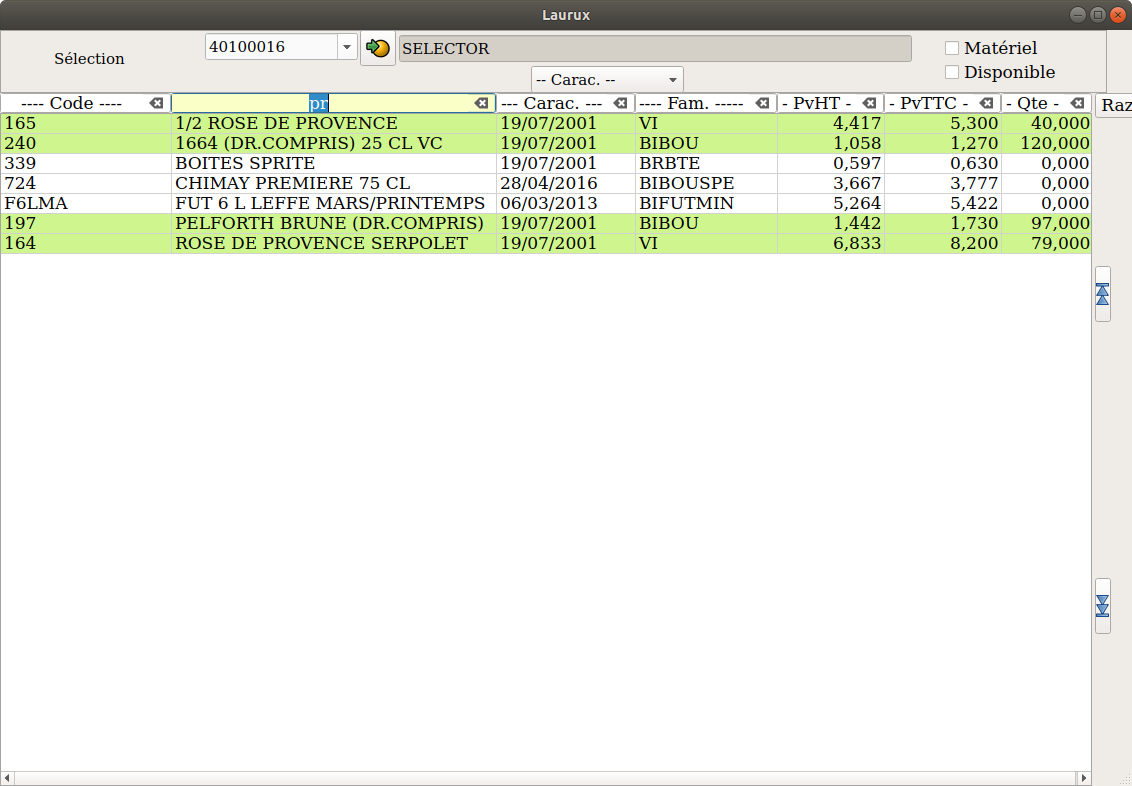 Laurux
Sélection 40100016 SELECTOR Matériel
-- Carac. -- Disponible
---- Code ---- pr --- Carac. --- ---- Fam. ----- - PvHT - - PvTTC - - Qte - Raz
165 1/2 ROSE DE PROVENCE 19/07/2001 VI 4,417 5,300 40,000
240 1664 (DR.COMPRIS) 25 CL VC 19/07/2001 BIBOU 1,058 1,270 120,000
339 BOITES SPRITE 19/07/2001 BRBTE 0,597 0,630 0,000
724 CHIMAY PREMIERE 75 CL 28/04/2016 BIBOUSPE 3,667 3,777 0,000
F6LMA FUT 6 L LEFFE MARS/PRINTEMPS 06/03/2013 BIFUTMIN 5,264 5,422 0,000
197 PELFORTH BRUNE (DR.COMPRIS) 19/07/2001 BIBOU 1,442 1,730 97,000
164 ROSE DE PROVENCE SERPOLET 19/07/2001 VI 6,833 8,200 79,000